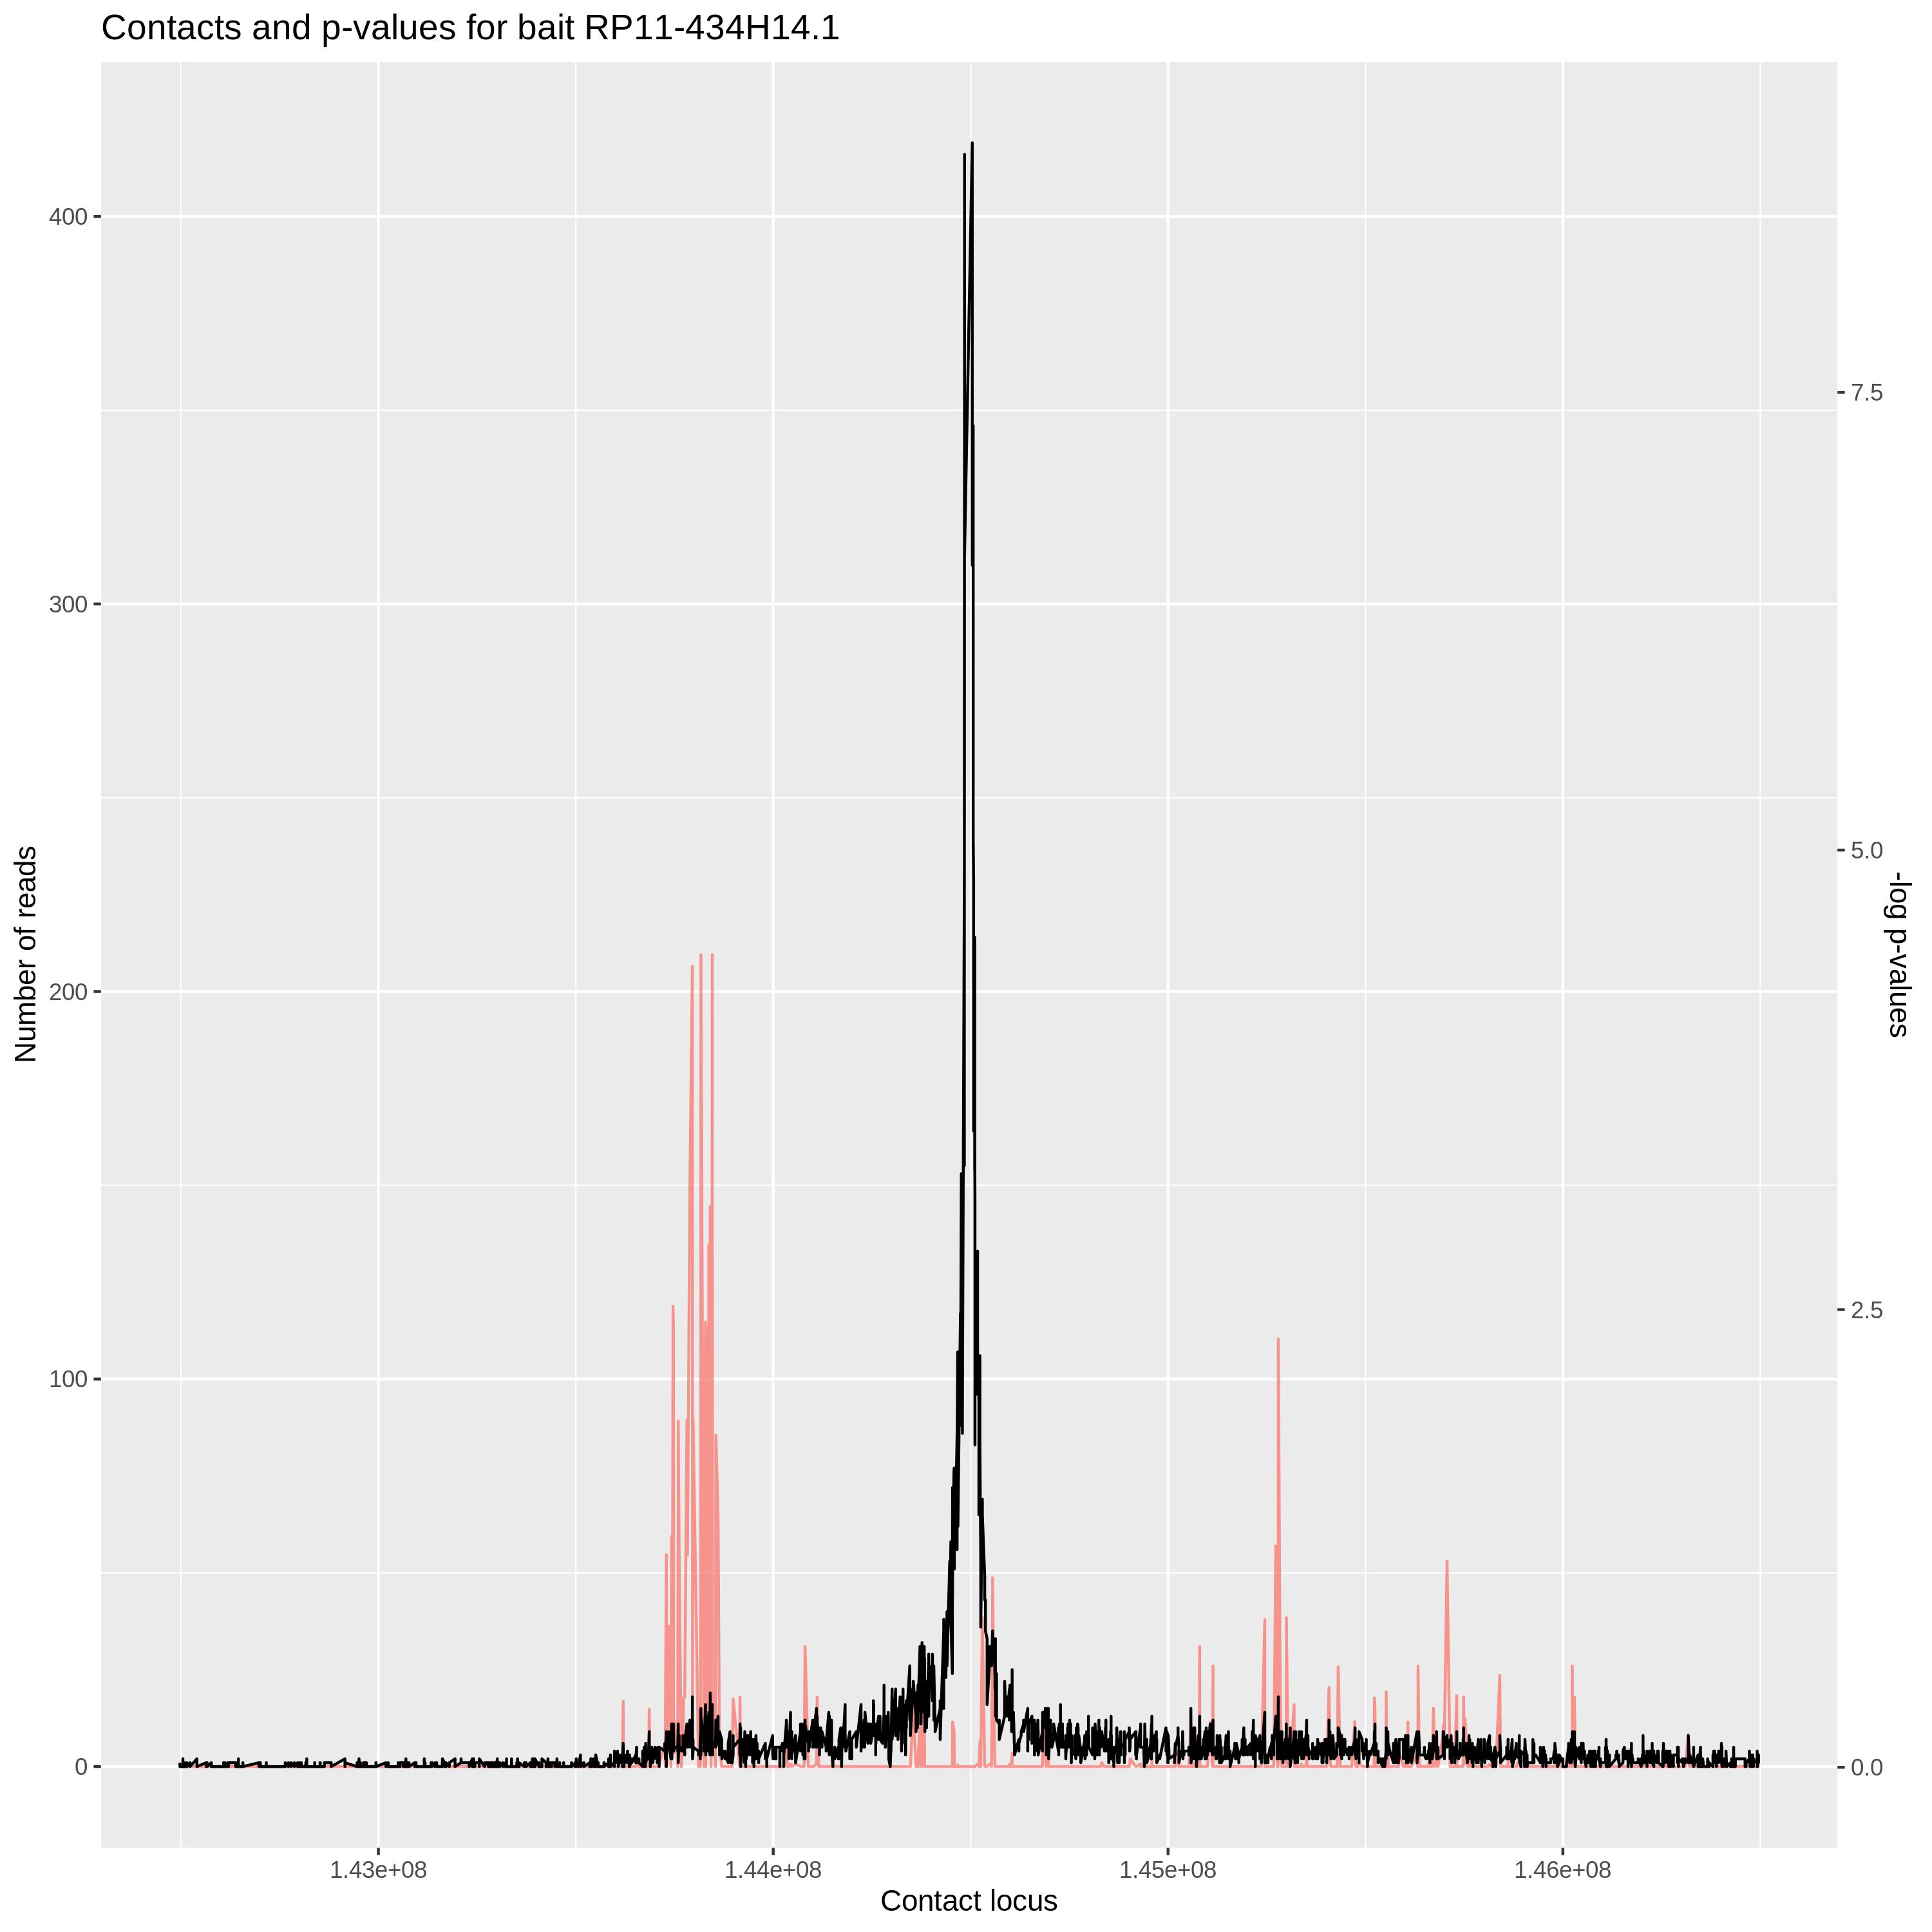 Contacts and p-values for bait RP11-434H14.1
400
300
200
100
0
Number of reads
7.5
5.0
2.5
0.0
-log p-values
1.43e+08
1.44e+08
1.45e+08
1.46e+08
Contact locus